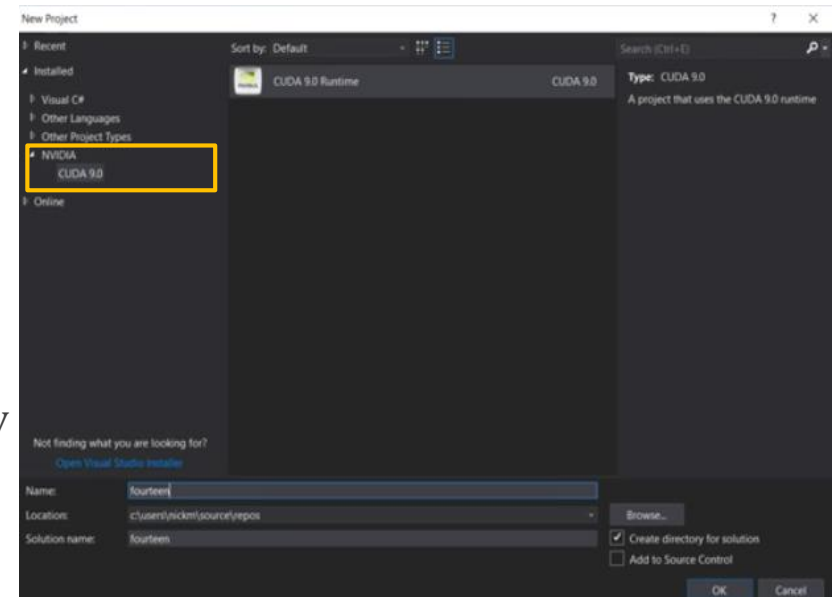 New Project
? ×
Recent
Installed
Visual C#
Other Languages
Other Project Types
NVIDIA
CUDA 9.0
Online
Not finding what you are looking for?
Open Visual Studio Installer
Sort by: Default
CUDA 9.0 Runtime CUDA 9.0
Search (Ctrl+E)
Type: CUDA 9.0
A project that uses the CUDA 9.0 runtime
y
Name: fourteen
Location: c:\users\nickm\source\repos
Solution name: fourteen
Browse...
Create directory for solution
Add to Source Control
OK Cancel